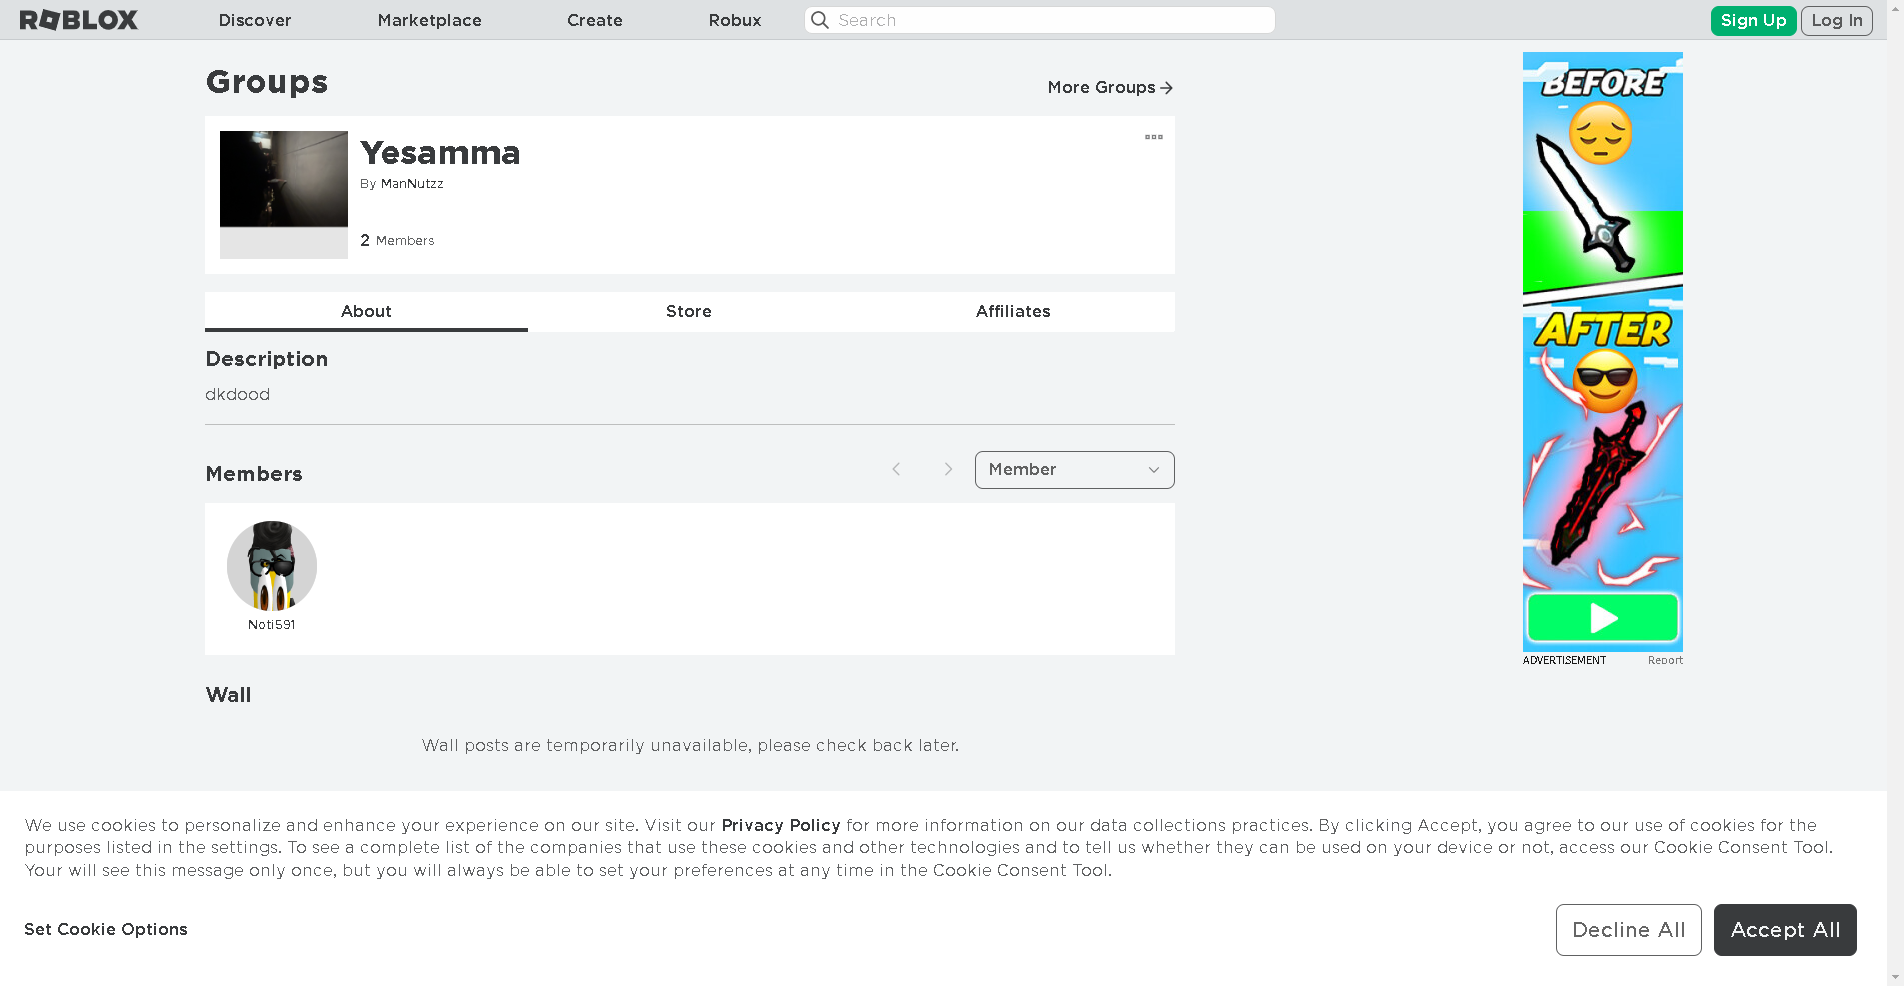 ROBLOX
Discover
Marketplace
Create
Robux
Search
Sign Up
Log In
Groups
More Groups
Yesamma
By ManNutzz
2 Members
About
Store
Affiliates
Description
dkdood
Members
Member
Noti591
Wall
Wall posts are temporarily unavailable, please check back later.
BEFORE
AFTER
ADVERTISEMENT
Report
We use cookies to personalize and enhance your experience on our site. Visit our Privacy Policy for more information on our data collections practices. By clicking Accept, you agree to our use of cookies for the
purposes listed in the settings. To see a complete list of the companies that use these cookies and other technologies and to tell us whether they can be used on your device or not, access our Cookie Consent Tool.
Your will see this message only once, but you will always be able to set your preferences at any time in the Cookie Consent Tool.
Set Cookie Options
Decline All
Accept All